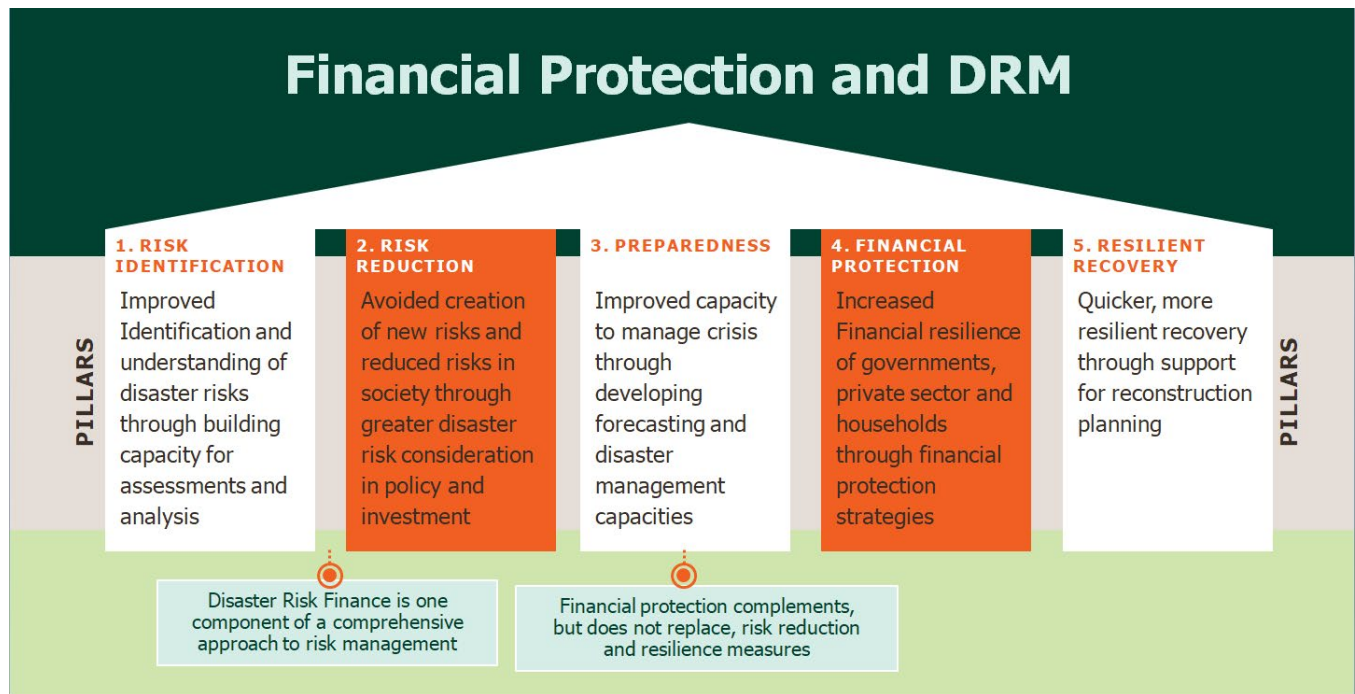 Financial Protection and DRM
PILLARS
1. RISK
IDENTIFICATION
Improved
Identification and
understanding of
disaster risks
through building
capacity for
assessments and
analysis
2. RISK
REDUCTION
Avoided creation
of new risks and
reduced risks in
society through
greater disaster
risk consideration
in policy and
investment
3. PREPAREDNESS
Improved capacity
to manage crisis
through
developing
forecasting and
disaster
management
capacities
4. FINANCIAL
PROTECTION
Increased
Financial resilience
of governments,
private sector and
households
through financial
protection
strategies
5. RESILIENT
RECOVERY
Quicker, more
resilient recovery
through support
for reconstruction
planning
PILLARS
Disaster Risk Finance is one
component of a comprehensive
approach to risk management
Financial protection complements,
but does not replace, risk reduction
and resilience measures